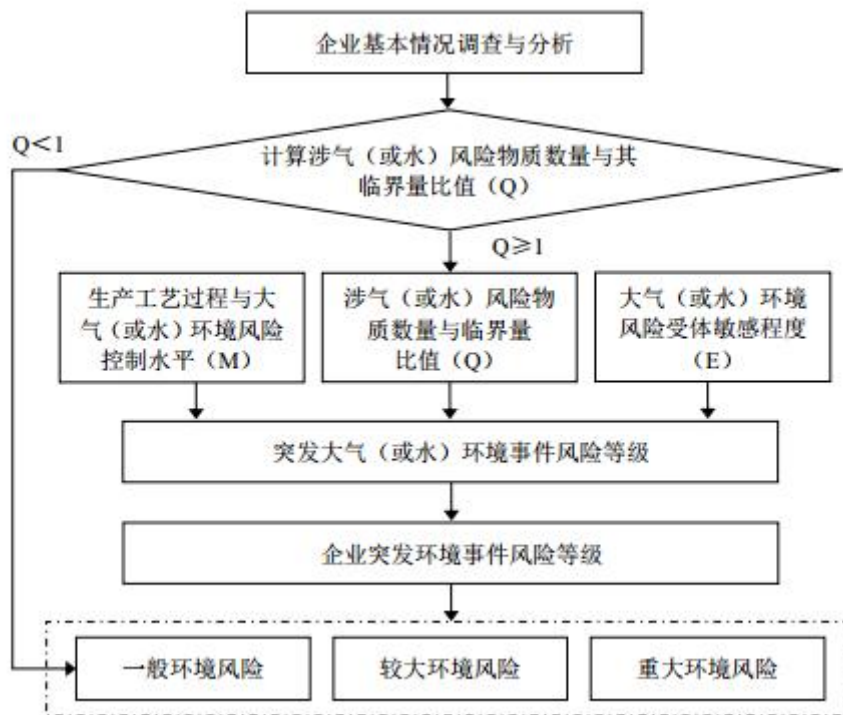 企业基本情况调查与分析
Q＜1
计算涉气（或水）风险物质数量与其
临界量比值（Q）
Q≥1
生产工艺过程与大
气（或水）环境风险
控制水平（M）
涉气（或水）风险物
质数量与临界量
比值（Q）
大气（或水）环境
风险受体敏感程度
（E）
突发大气（或水）环境事件风险等级
企业突发环境事件风险等级
一般环境风险
较大环境风险
重大环境风险